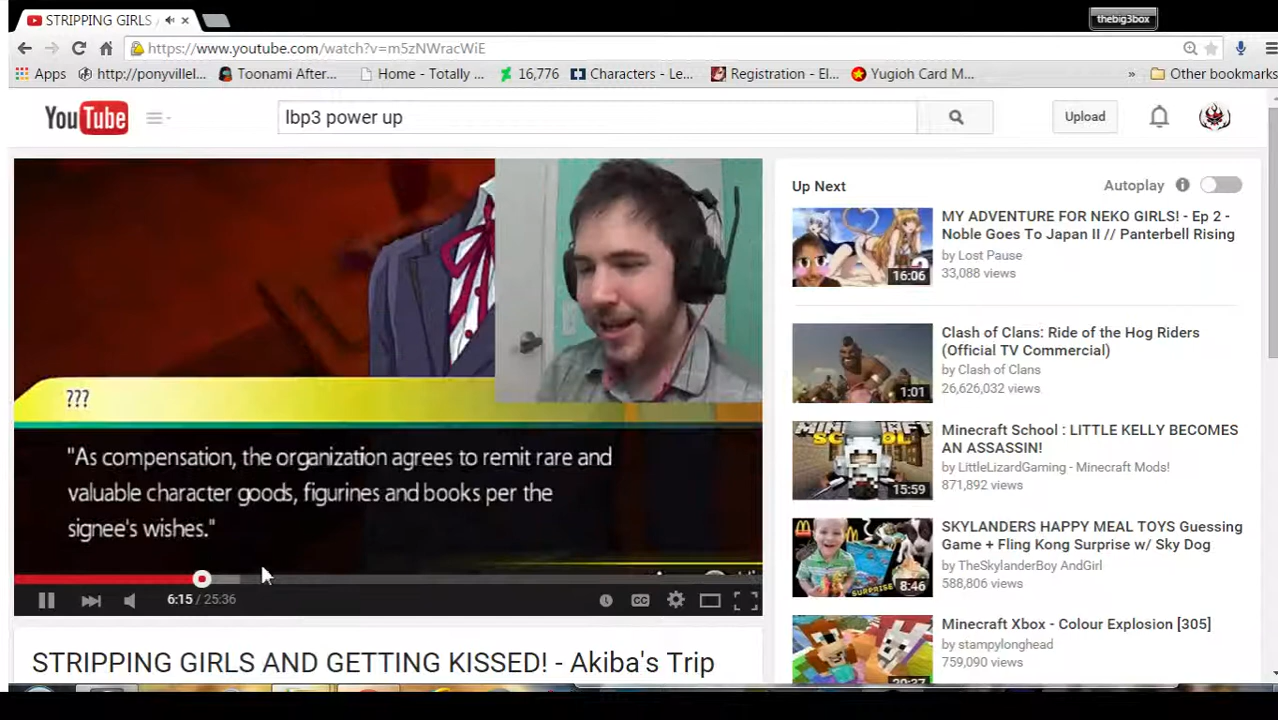 STRIPPING GIRLS
thebig3box
https://www.youtube.com/watch?v=m5zNWracWiE
Apps
http://ponyvillel...
Toonami After...
Home - Totally ...
16,776
Characters - Le...
Registration - El...
Yugioh Card M...
»
Other bookmarks
YouTube
lbp3 power up
Upload
???
"As compensation, the organization agrees to remit rare and
valuable character goods, figurines and books per the
signee's wishes."
6:15 / 25:36
CC
STRIPPING GIRLS AND GETTING KISSED! - Akiba's Trip
Up Next
Autoplay
MY ADVENTURE FOR NEKO GIRLS! - Ep 2 -
Noble Goes To Japan II // Panterbell Rising
by Lost Pause
33,088 views
16:06
Clash of Clans: Ride of the Hog Riders
(Official TV Commercial)
by Clash of Clans
26,626,032 views
1:01
Minecraft School : LITTLE KELLY BECOMES
AN ASSASSIN!
by LittleLizardGaming - Minecraft Mods!
871,892 views
15:59
SKYLANDERS HAPPY MEAL TOYS Guessing
Game + Fling Kong Surprise w/ Sky Dog
by TheSkylanderBoy AndGirl
588,806 views
SURPRISE
8:46
Minecraft Xbox - Colour Explosion [305]
by stampylonghead
759,090 views